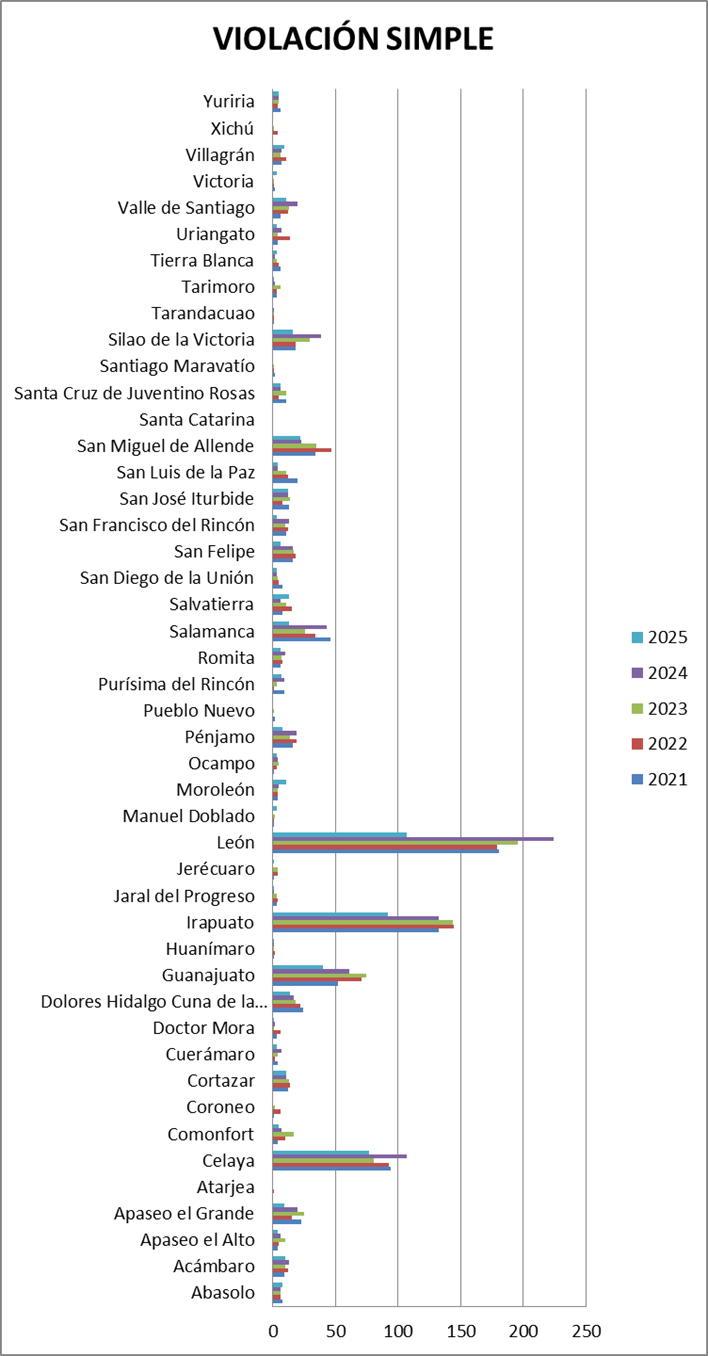 VIOLACIÓN SIMPLE
Yuriria
Xichú
Villagrán
Victoria
Valle de Santiago
Uriangato
Tierra Blanca
Tarimoro
Tarandacuao
Silao de la Victoria
Santiago Maravatío
Santa Cruz de Juventino Rosas
Santa Catarina
San Miguel de Allende
San Luis de la Paz
San José Iturbide
San Francisco del Rincón
San Felipe
San Diego de la Unión
Salvatierra
Salamanca
Romita
Purísima del Rincón
Pueblo Nuevo
Pénjamo
Ocampo
Moroleón
Manuel Doblado
León
Jerécuaro
Jaral del Progreso
Irapuato
Huanímaro
Guanajuato
Dolores Hidalgo Cuna de la...
Doctor Mora
Cuerámaro
Cortazar
Coroneo
Comonfort
Celaya
Atarjea
Apaseo el Grande
Apaseo el Alto
Acámbaro
Abasolo
0 50 100 150 200 250
2025
2024
2023
2022
2021